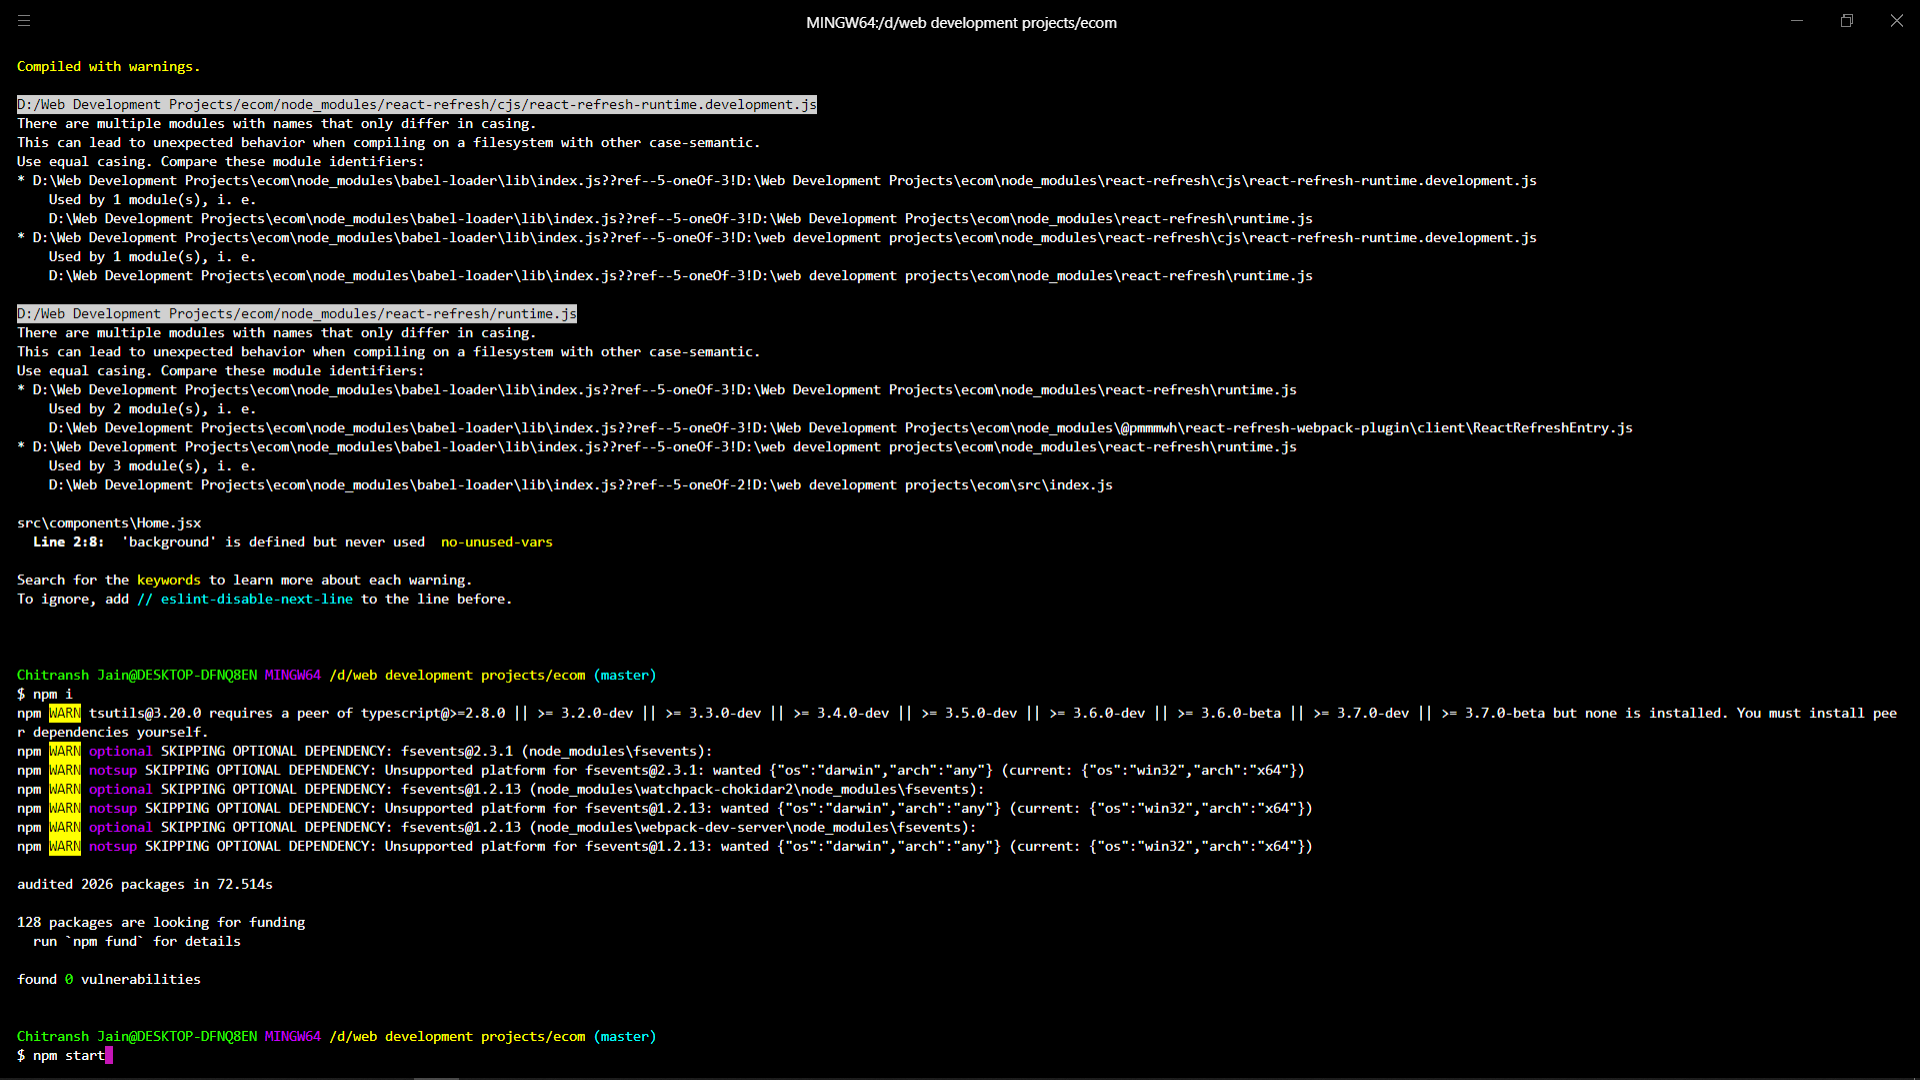 MINGW64:/d/web development projects/ecom
Compiled with warnings.
D:/Web Development Projects/ecom/node_modules/react-refresh/cjs/react-refresh-runtime.development.js
There are multiple modules with names that only differ in casing.
This can lead to unexpected behavior when compiling on a filesystem with other case-semantic.
Use equal casing. Compare these module identifiers:
* D:\Web Development Projects\ecom\node_modules\babel-loader\lib\index.js??ref--5-oneOf-3!D:\Web Development Projects\ecom\node_modules\react-refresh\cjs\react-refresh-runtime.development.js
    Used by 1 module(s), i. e.
    D:\Web Development Projects\ecom\node_modules\babel-loader\lib\index.js??ref--5-oneOf-3!D:\Web Development Projects\ecom\node_modules\react-refresh\runtime.js
* D:\Web Development Projects\ecom\node_modules\babel-loader\lib\index.js??ref--5-oneOf-3!D:\web development projects\ecom\node_modules\react-refresh\cjs\react-refresh-runtime.development.js
    Used by 1 module(s), i. e.
    D:\Web Development Projects\ecom\node_modules\babel-loader\lib\index.js??ref--5-oneOf-3!D:\web development projects\ecom\node_modules\react-refresh\runtime.js
D:/Web Development Projects/ecom/node_modules/react-refresh/runtime.js
There are multiple modules with names that only differ in casing.
This can lead to unexpected behavior when compiling on a filesystem with other case-semantic.
Use equal casing. Compare these module identifiers:
* D:\Web Development Projects\ecom\node_modules\babel-loader\lib\index.js??ref--5-oneOf-3!D:\Web Development Projects\ecom\node_modules\react-refresh\runtime.js
    Used by 2 module(s), i. e.
    D:\Web Development Projects\ecom\node_modules\babel-loader\lib\index.js??ref--5-oneOf-3!D:\Web Development Projects\ecom\node_modules\@pmmmwh\react-refresh-webpack-plugin\client\ReactRefreshEntry.js
* D:\Web Development Projects\ecom\node_modules\babel-loader\lib\index.js??ref--5-oneOf-3!D:\web development projects\ecom\node_modules\react-refresh\runtime.js
    Used by 3 module(s), i. e.
    D:\Web Development Projects\ecom\node_modules\babel-loader\lib\index.js??ref--5-oneOf-2!D:\web development projects\ecom\src\index.js
src\components\Home.jsx
  Line 2:8:  'background' is defined but never used  no-unused-vars
Search for the keywords to learn more about each warning.
To ignore, add // eslint-disable-next-line to the line before.
Chitransh Jain@DESKTOP-DFNQ8EN MINGW64 /d/web development projects/ecom (master)
$ npm i
npm WARN tsutils@3.20.0 requires a peer of typescript@>=2.8.0 || >= 3.2.0-dev || >= 3.3.0-dev || >= 3.4.0-dev || >= 3.5.0-dev || >= 3.6.0-dev || >= 3.6.0-beta || >= 3.7.0-dev || >= 3.7.0-beta but none is installed. You must install pee
r dependencies yourself.
npm WARN optional SKIPPING OPTIONAL DEPENDENCY: fsevents@2.3.1 (node_modules\fsevents):
npm WARN notsup SKIPPING OPTIONAL DEPENDENCY: Unsupported platform for fsevents@2.3.1: wanted {"os":"darwin","arch":"any"} (current: {"os":"win32","arch":"x64"})
npm WARN optional SKIPPING OPTIONAL DEPENDENCY: fsevents@1.2.13 (node_modules\watchpack-chokidar2\node_modules\fsevents):
npm WARN notsup SKIPPING OPTIONAL DEPENDENCY: Unsupported platform for fsevents@1.2.13: wanted {"os":"darwin","arch":"any"} (current: {"os":"win32","arch":"x64"})
npm WARN optional SKIPPING OPTIONAL DEPENDENCY: fsevents@1.2.13 (node_modules\webpack-dev-server\node_modules\fsevents):
npm WARN notsup SKIPPING OPTIONAL DEPENDENCY: Unsupported platform for fsevents@1.2.13: wanted {"os":"darwin","arch":"any"} (current: {"os":"win32","arch":"x64"})
audited 2026 packages in 72.514s
128 packages are looking for funding
  run `npm fund` for details
found 0 vulnerabilities
Chitransh Jain@DESKTOP-DFNQ8EN MINGW64 /d/web development projects/ecom (master)
$ npm start